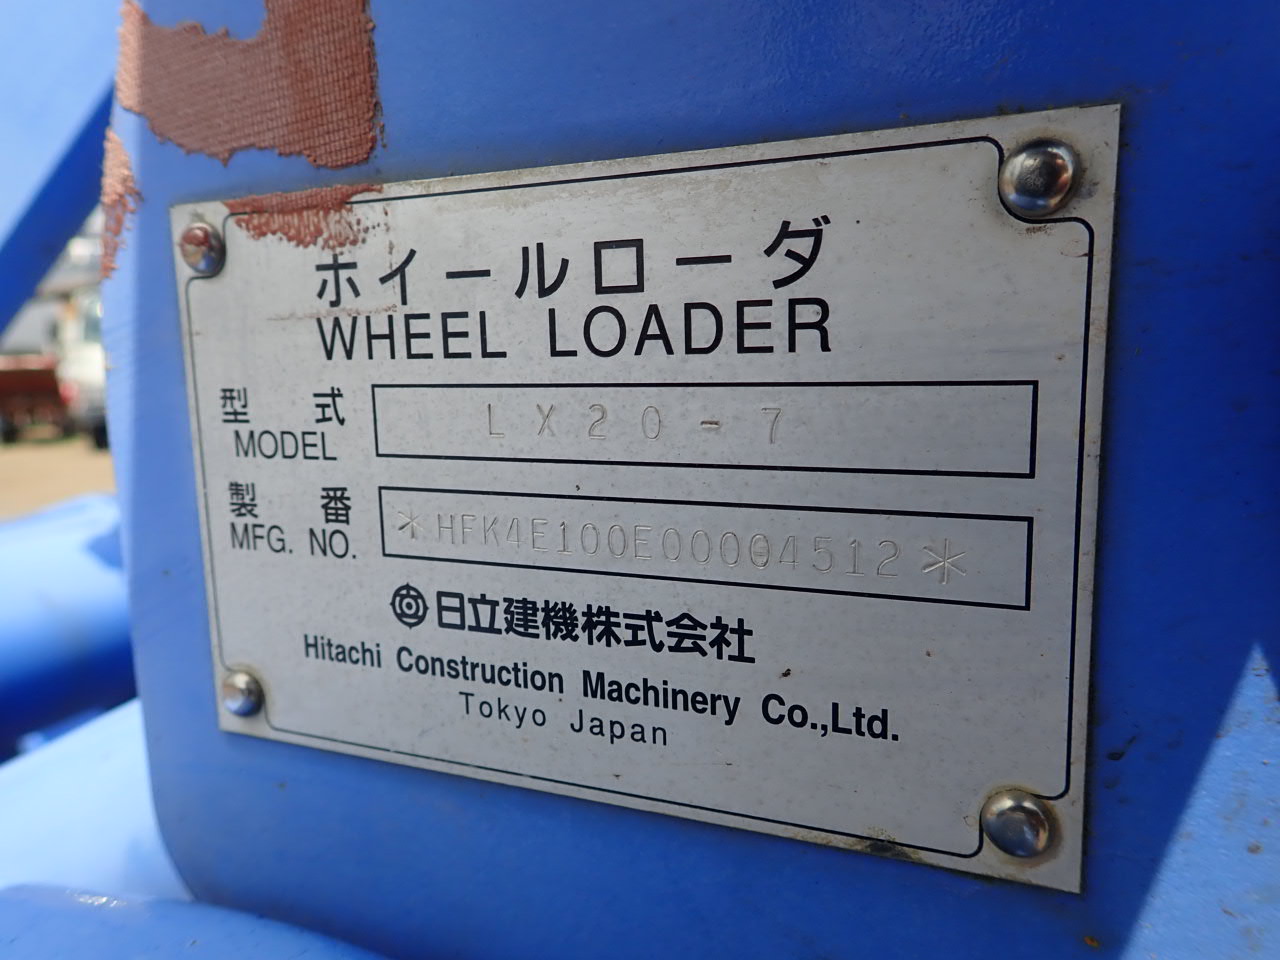 ホイールローダ
WHEEL LOADER
型式 LX20-7
MODEL
製番 *HFK4E100E00004512*
MFG. NO.
日立建機株式会社
Hitachi Construction Machinery Co.,Ltd.
Tokyo Japan